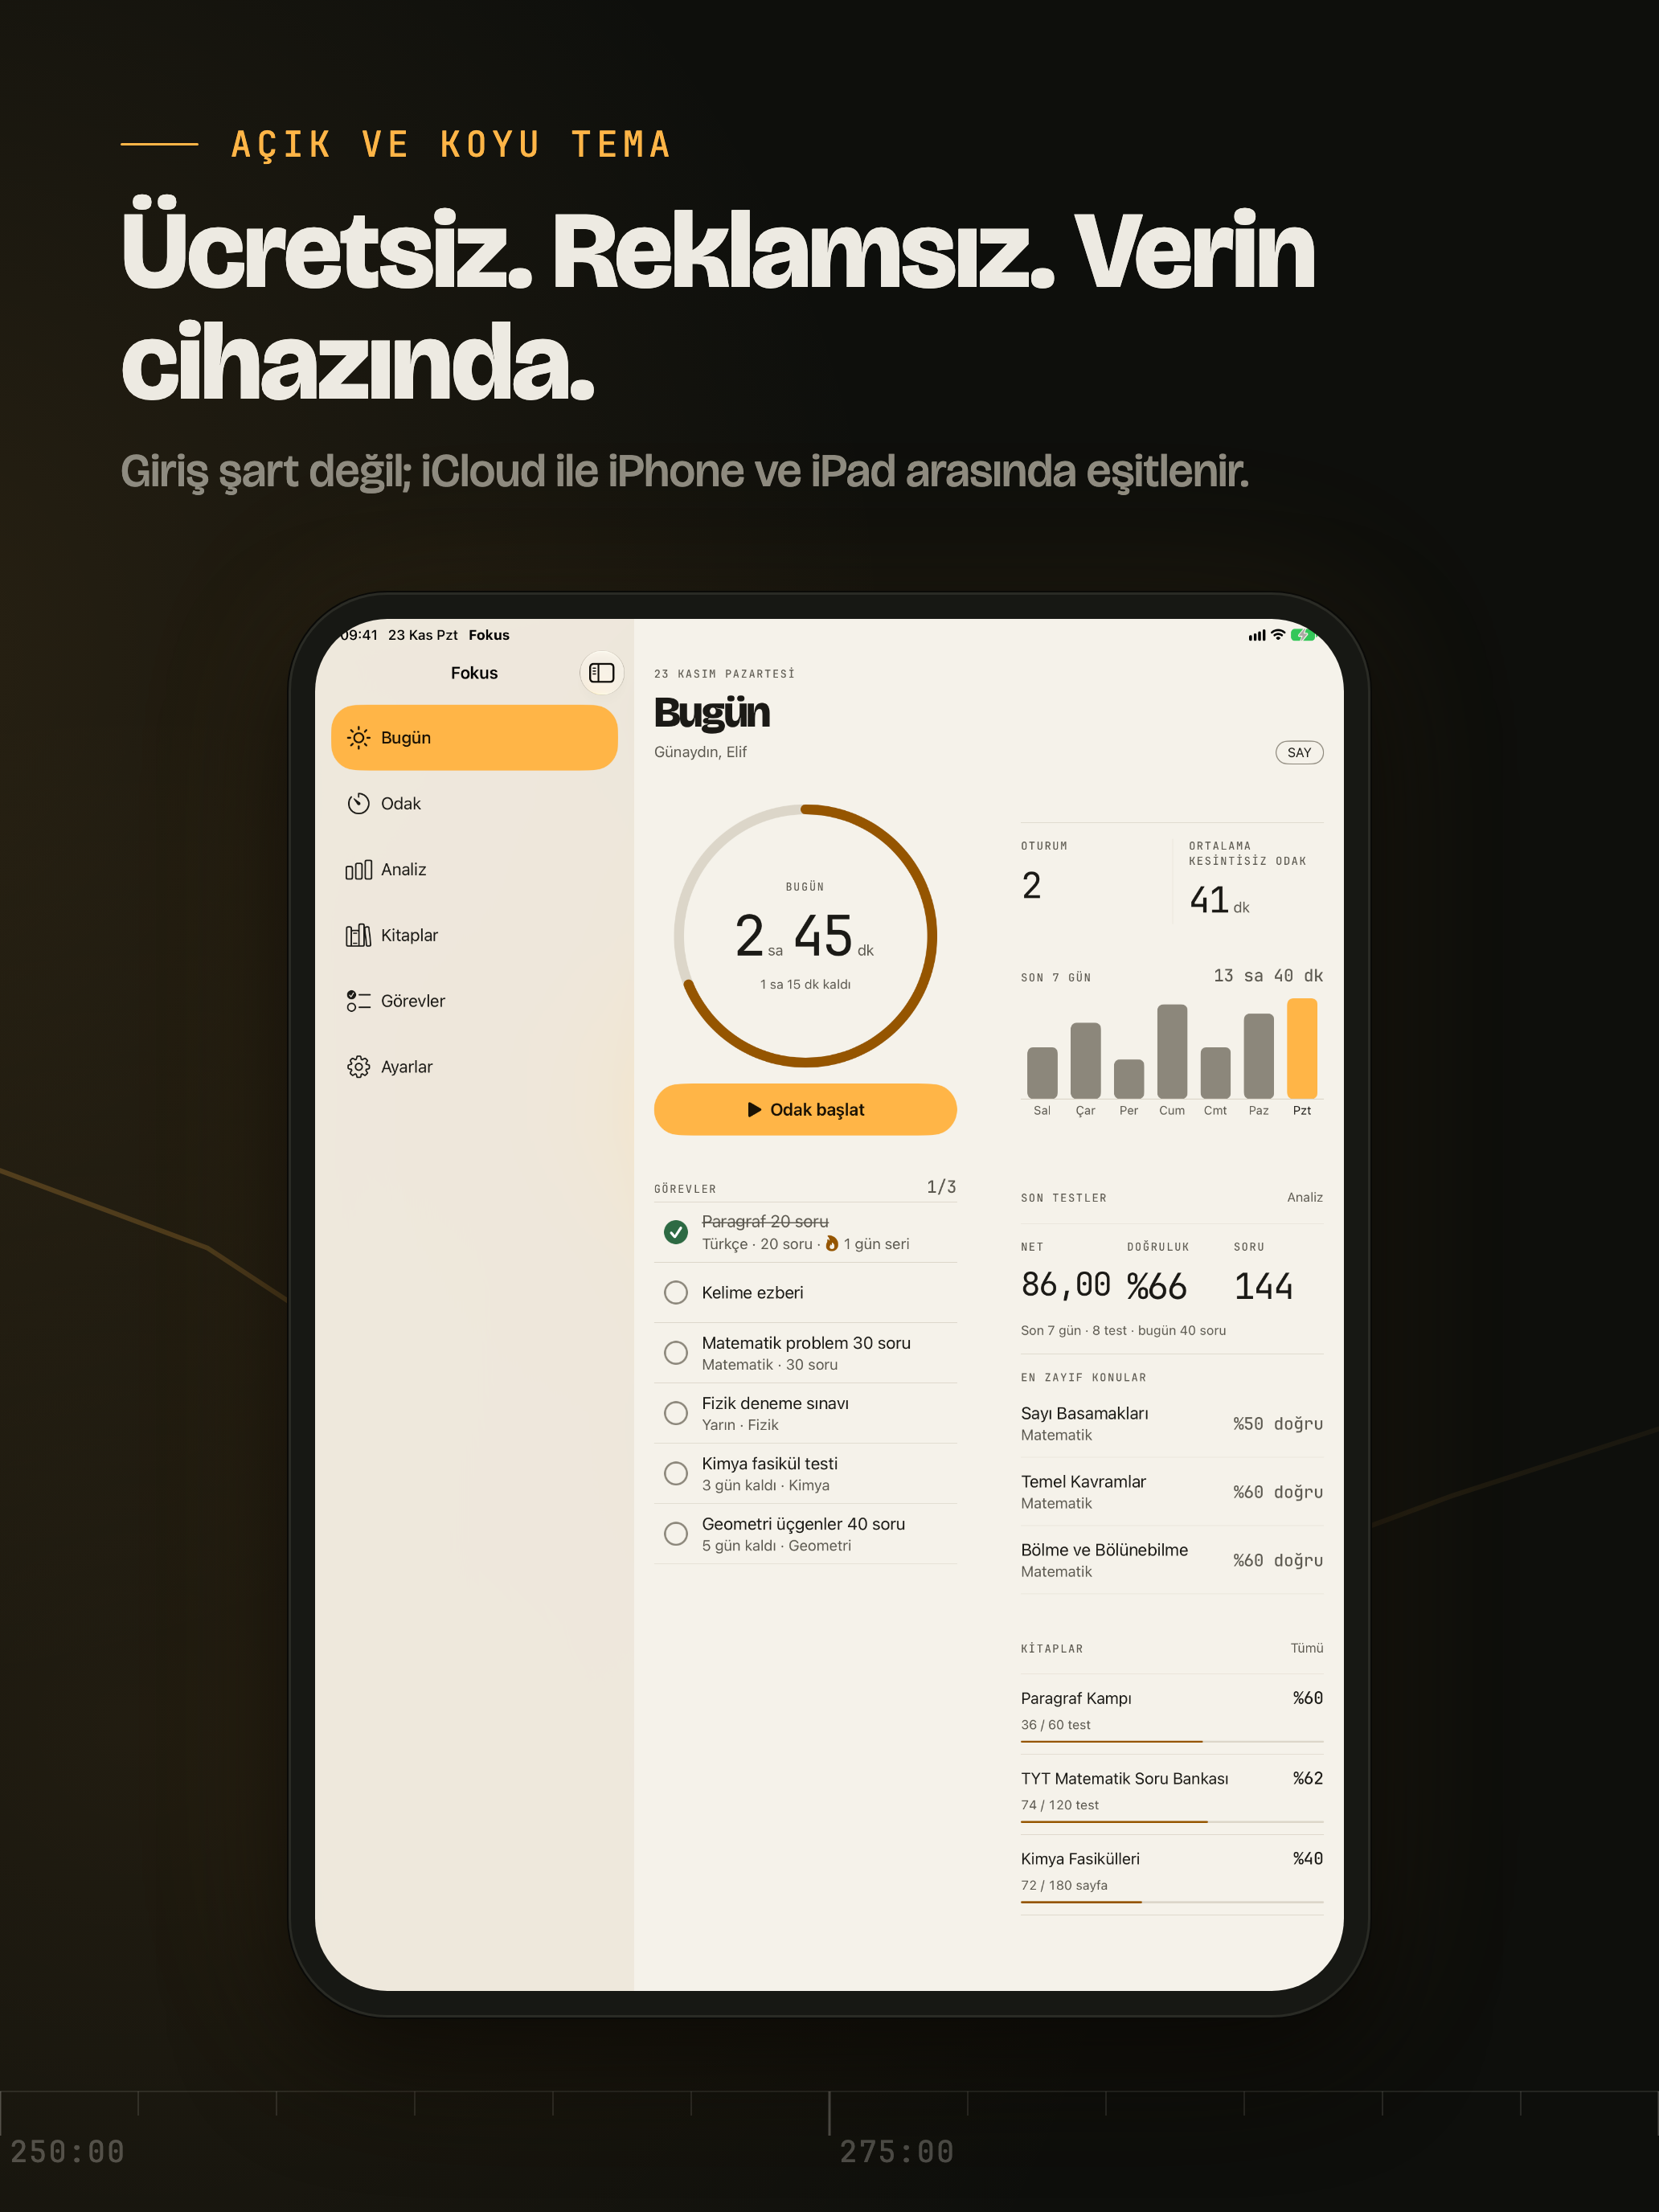 AÇIK VE KOYU TEMA
Ücretsiz. Reklamsız. Verin
cihazında.
Giriş şart değil; iCloud ile iPhone ve iPad arasında eşitlenir.
09:41 23 Kas Pzt Fokus
Fokus
Bugün
Odak
Analiz
Kitaplar
Görevler
Ayarlar
23 KASIM PAZARTESİ
Bugün
Günaydın, Elif
SAY
BUGÜN
2 sa 45 dk
1 sa 15 dk kaldı
Odak başlat
GÖREVLER 1/3
Paragraf 20 soru
Türkçe · 20 soru · 1 gün seri
Kelime ezberi
Matematik problem 30 soru
Matematik · 30 soru
Fizik deneme sınavı
Yarın · Fizik
Kimya fasikül testi
3 gün kaldı · Kimya
Geometri üçgenler 40 soru
5 gün kaldı · Geometri
OTURUM
2
ORTALAMA
KESİNTİSİZ ODAK
41 dk
SON 7 GÜN 13 sa 40 dk
Sal Çar Per Cum Cmt Paz Pzt
SON TESTLER Analiz
NET DOĞRULUK SORU
86,00 %66 144
Son 7 gün · 8 test · bugün 40 soru
EN ZAYIF KONULAR
Sayı Basamakları
Matematik
%50 doğru
Temel Kavramlar
Matematik
%60 doğru
Bölme ve Bölünebilme
Matematik
%60 doğru
KİTAPLAR Tümü
Paragraf Kampı %60
36 / 60 test
TYT Matematik Soru Bankası %62
74 / 120 test
Kimya Fasikülleri %40
72 / 180 sayfa
250:00 275:00